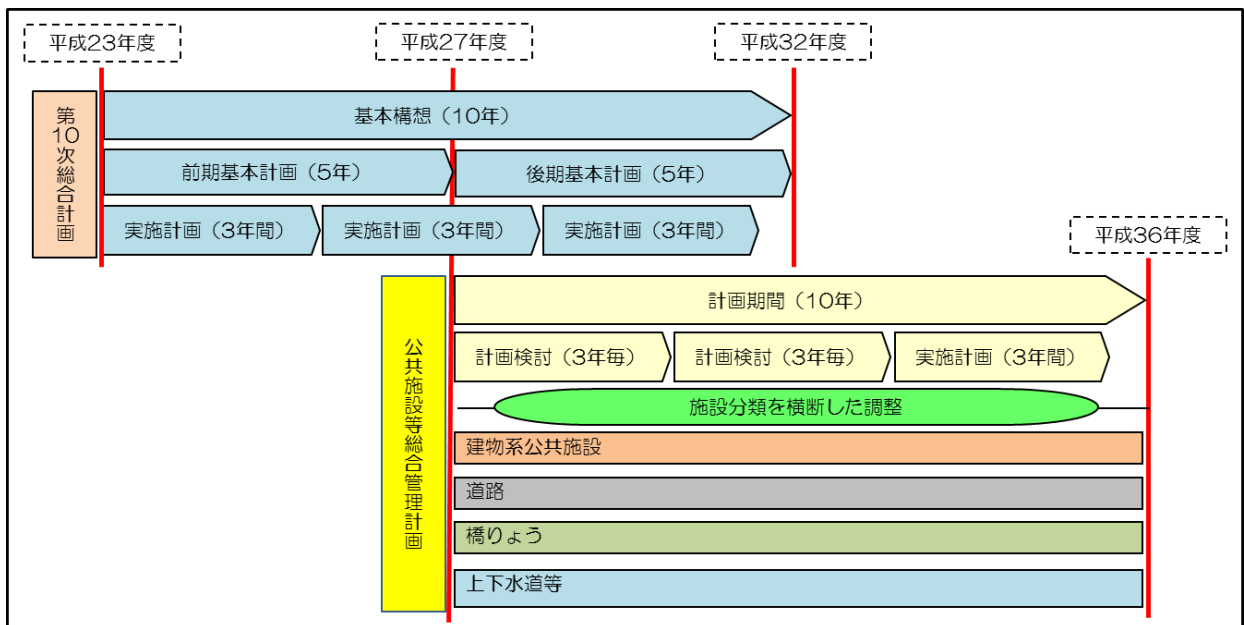 平成23年度
平成27年度
平成32年度
第10次総合計画
基本構想（10年）
前期基本計画（5年）
後期基本計画（5年）
実施計画（3年間）
実施計画（3年間）
実施計画（3年間）
平成36年度
公共施設等総合管理計画
計画期間（10年）
計画検討（3年毎）
計画検討（3年毎）
実施計画（3年間）
施設分類を横断した調整
建物系公共施設
道路
橋りょう
上下水道等